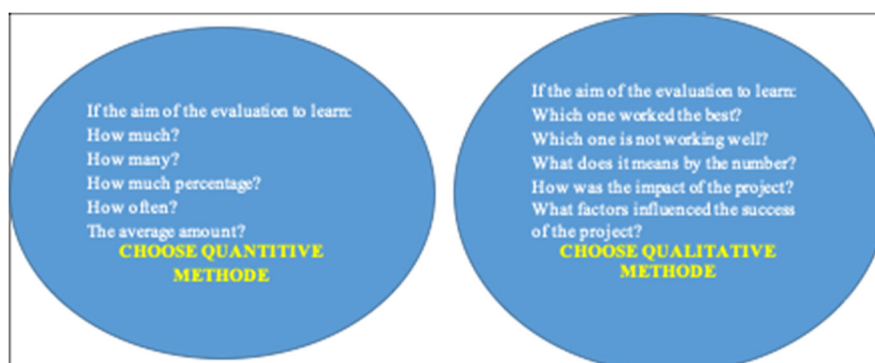 If the aim of the evaluation to learn:
How much?
How many?
How much percentage?
How often?
The average amount?
CHOOSE QUANTITIVE
METHODE
If the aim of the evaluation to learn:
Which one worked the best?
Which one is not working well?
What does it means by the number?
How was the impact of the project?
What factors influenced the success
of the project?
CHOOSE QUALITATIVE
METHODE